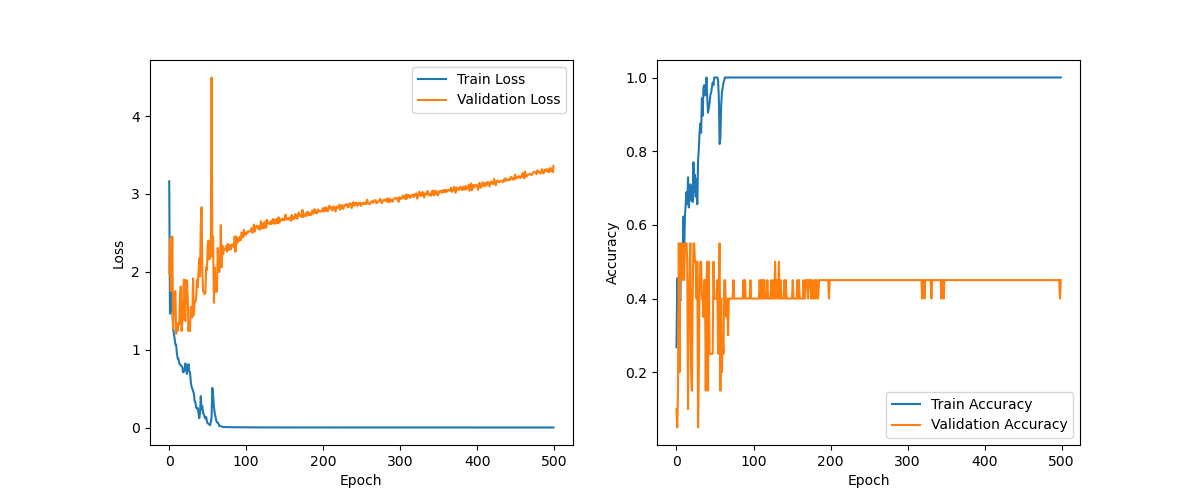 Train Loss
Validation Loss
4
3
2
1
0
Loss
0 100 200 300 400 500
Epoch
1.0
0.8
0.6
0.4
0.2
Accuracy
Train Accuracy
Validation Accuracy
0 100 200 300 400 500
Epoch